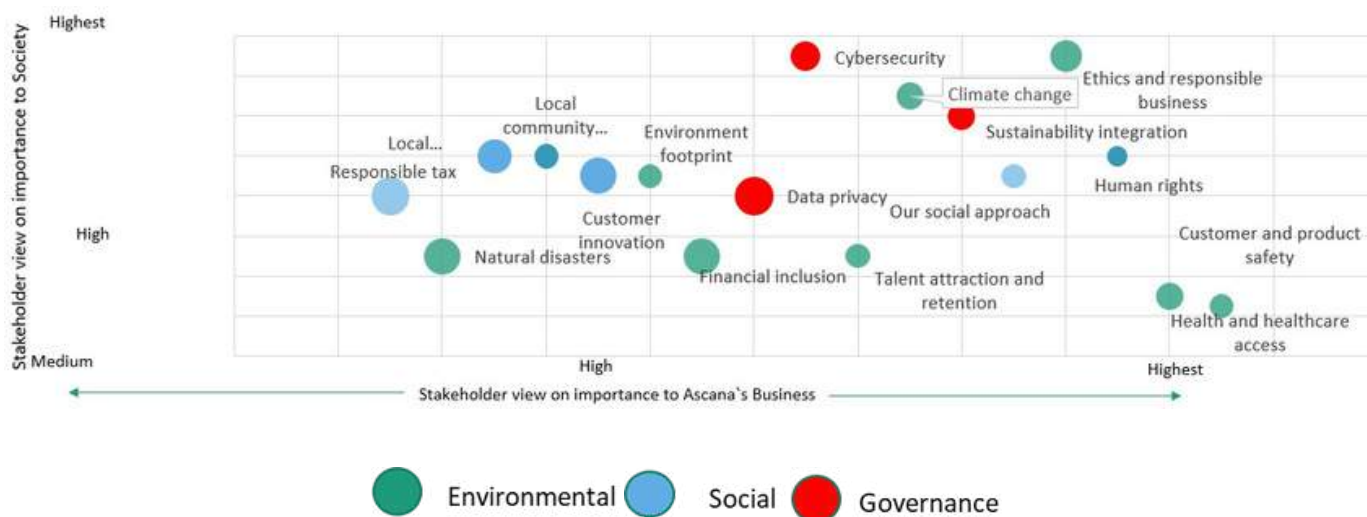 Highest
Stakeholder view on importance to Society
High
Medium
Cybersecurity
Ethics and responsible
business
Climate change
Local
community...
Environment
footprint
Sustainability integration
Local...
Responsible tax
Human rights
Data privacy
Our social approach
Customer
innovation
Customer and product
safety
Natural disasters
Financial inclusion
Talent attraction and
retention
Health and healthcare
access
High
Highest
Stakeholder view on importance to Ascana`s Business
Environmental
Social
Governance